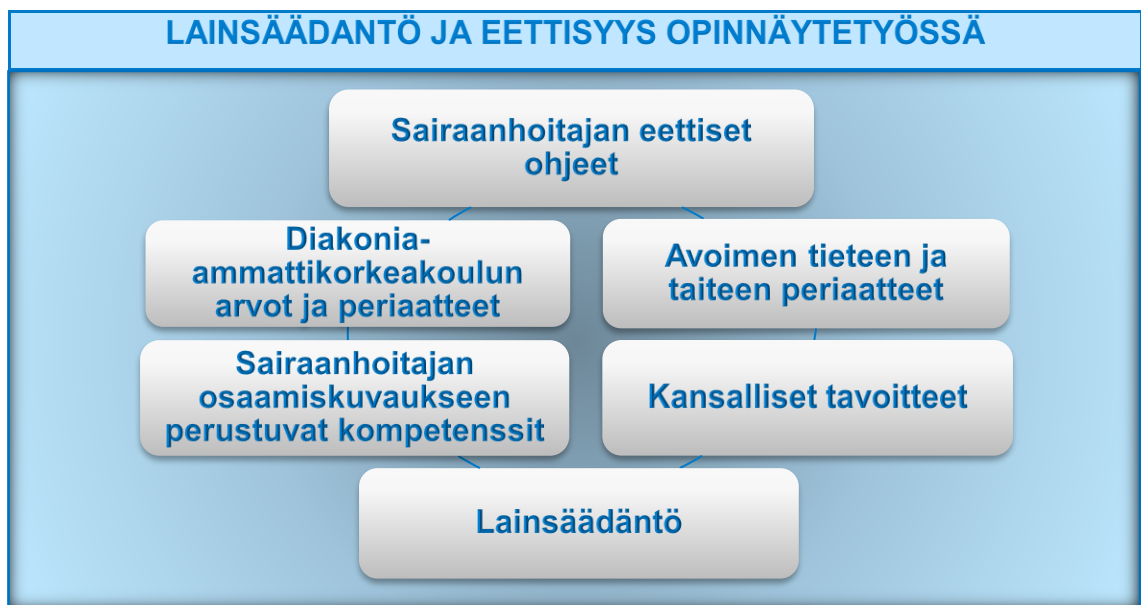 LAINSÄÄDANTÖ JA EETTISYYS OPINNÄYTETYÖSSÄ
Sairaanhoitajan eettiset
ohjeet
Diakonia-
ammattikorkeakoulun
arvot ja periaatteet
Avoimen tieteen ja
taiteen periaatteet
Sairaanhoitajan
osaamiskuvaukseen
perustuvat kompetenssit
Kansalliset tavoitteet
Lainsäädäntö